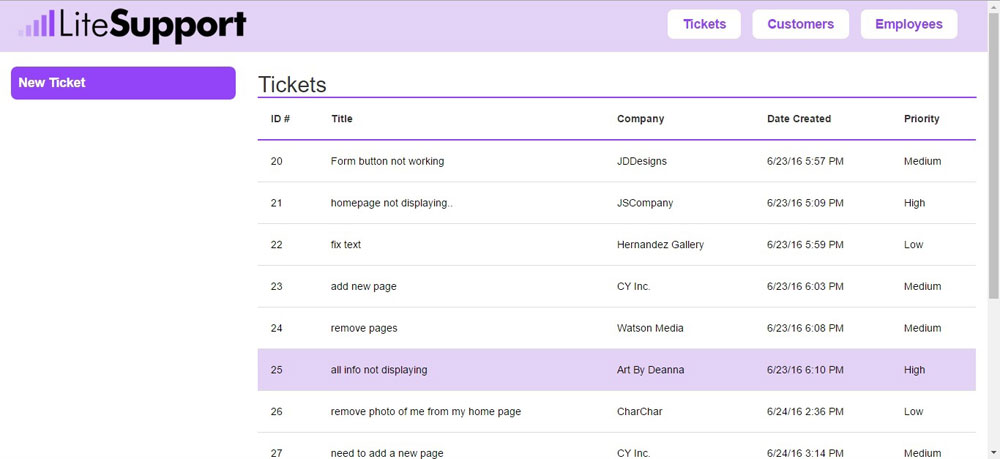 LiteSupport
Tickets Customers Employees
New Ticket
Tickets
ID # Title Company Date Created Priority
20 Form button not working JDDesigns 6/23/16 5:57 PM Medium
21 homepage not displaying.. JSCompany 6/23/16 5:09 PM High
22 fix text Hernandez Gallery 6/23/16 5:59 PM Low
23 add new page CY Inc. 6/23/16 6:03 PM Medium
24 remove pages Watson Media 6/23/16 6:08 PM Medium
25 all info not displaying Art By Deanna 6/23/16 6:10 PM High
26 remove photo of me from my home page CharChar 6/24/16 2:36 PM Low
27 need to add a new page CY Inc. 6/24/16 3:14 PM Medium